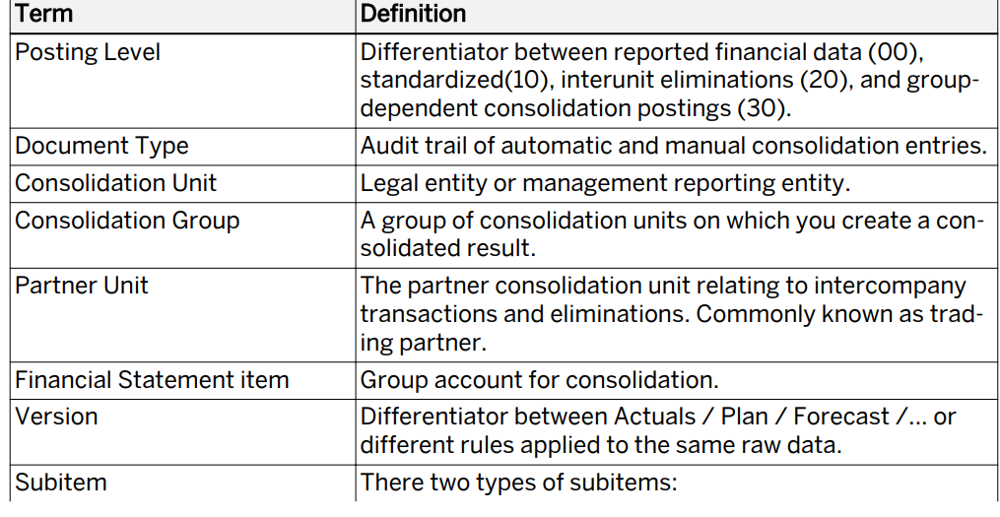 Term Definition
Posting Level Differentiator between reported financial data (00),
standardized(10), interunit eliminations (20), and group-
dependent consolidation postings (30).
Document Type Audit trail of automatic and manual consolidation entries.
Consolidation Unit Legal entity or management reporting entity.
Consolidation Group A group of consolidation units on which you create a con-
solidated result.
Partner Unit The partner consolidation unit relating to intercompany
transactions and eliminations. Commonly known as trad-
ing partner.
Financial Statement item Group account for consolidation.
Version Differentiator between Actuals / Plan / Forecast /... or
different rules applied to the same raw data.
Subitem There two types of subitems: